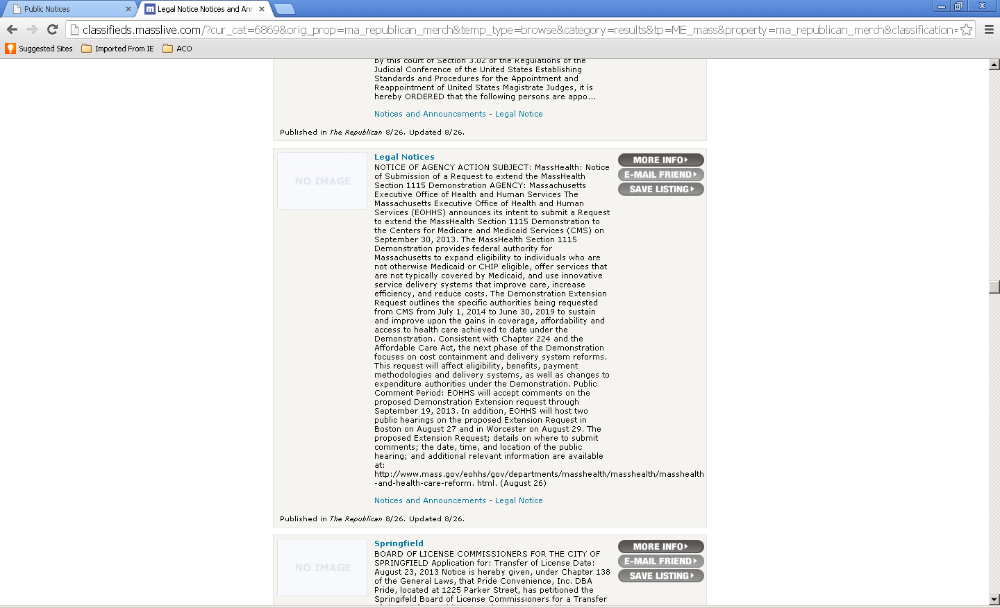 Public Notices
Legal Notice Notices and Anr
classifieds.masslive.com/?cur_cat=6869&orig_prop=ma_republican_merch&temp_type=browse&category=results&tp=ME_mass&property=ma_republican_merch&classification=
Suggested Sites
Imported From IE
ACO
by this court of Section 3.02 of the Regulations of the
Judicial Conference of the United States Establishing
Standards and Procedures for the Appointment and
Reappointment of United States Magistrate Judges, it is
hereby ORDERED that the following persons are appo...
Notices and Announcements - Legal Notice
Published in The Republican 8/26. Updated 8/26.
NO IMAGE
Legal Notices
NOTICE OF AGENCY ACTION SUBJECT: MassHealth: Notice
of Submission of a Request to extend the MassHealth
Section 1115 Demonstration AGENCY: Massachusetts
Executive Office of Health and Human Services The
Massachusetts Executive Office of Health and Human
Services (EOHHS) announces its intent to submit a Request
to extend the MassHealth Section 1115 Demonstration to
the Centers for Medicare and Medicaid Services (CMS) on
September 30, 2013. The MassHealth Section 1115
Demonstration provides federal authority for
Massachusetts to expand eligibility to individuals who are
not otherwise Medicaid or CHIP eligible, offer services that
are not typically covered by Medicaid, and use innovative
service delivery systems that improve care, increase
efficiency, and reduce costs. The Demonstration Extension
Request outlines the specific authorities being requested
from CMS from July 1, 2014 to June 30, 2019 to sustain
and improve upon the gains in coverage, affordability and
access to health care achieved to date under the
Demonstration. Consistent with Chapter 224 and the
Affordable Care Act, the next phase of the Demonstration
focuses on cost containment and delivery system reforms.
This request will affect eligibility, benefits, payment
methodologies and delivery systems, as well as changes to
expenditure authorities under the Demonstration. Public
Comment Period: EOHHS will accept comments on the
proposed Demonstration Extension request through
September 19, 2013. In addition, EOHHS will host two
public hearings on the proposed Extension Request in
Boston on August 27 and in Worcester on August 29. The
proposed Extension Request; details on where to submit
comments; the date, time, and location of the public
hearing; and additional relevant information are available
at:
http://www.mass.gov/eohhs/gov/departments/masshealth/masshealth/masshealth
-and-health-care-reform. html. (August 26)
MORE INFO
E-MAIL FRIEND
SAVE LISTING
Notices and Announcements - Legal Notice
Published in The Republican 8/26. Updated 8/26.
NO IMAGE
Springfield
BOARD OF LICENSE COMMISSIONERS FOR THE CITY OF
SPRINGFIELD Application for: Transfer of License Date:
August 23, 2013 Notice is hereby given, under Chapter 138
of the General Laws, that Pride Convenience, Inc. DBA
Pride, located at 1225 Parker Street, has petitioned the
Springifeld Board of License Commissioners for a Transfer
MORE INFO
E-MAIL FRIEND
SAVE LISTING